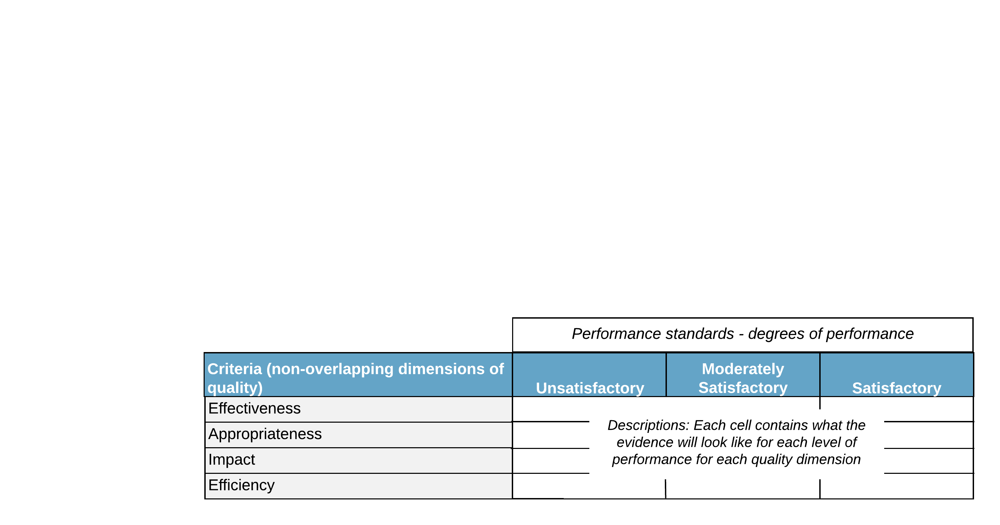 Performance standards - degrees of performance
Criteria (non-overlapping dimensions of
quality)
Unsatisfactory
Moderately
Satisfactory
Satisfactory
Effectiveness
Appropriateness
Impact
Efficiency
Descriptions: Each cell contains what the
evidence will look like for each level of
performance for each quality dimension